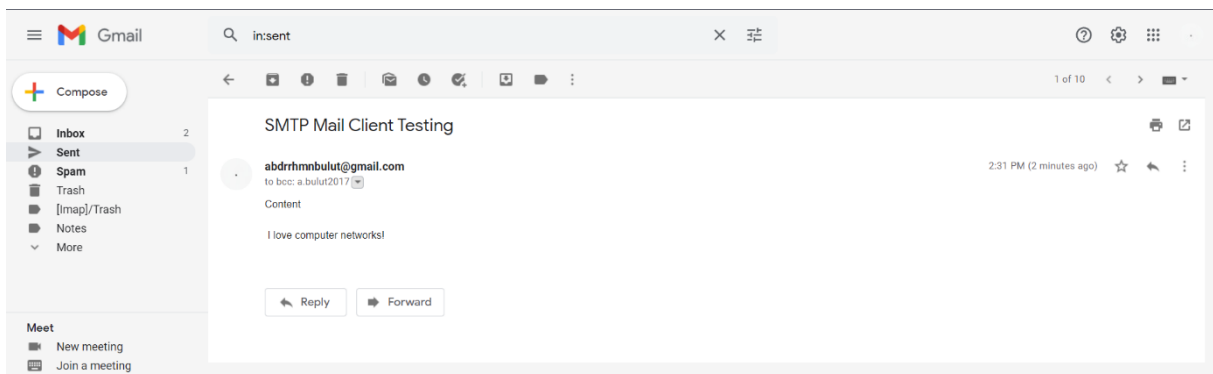 Gmail
in:sent
Compose
1 of 10
Inbox 2
Sent
Spam 1
Trash
[Imap]/Trash
Notes
More
Meet
New meeting
Join a meeting
SMTP Mail Client Testing
abdrrhmnbulut@gmail.com
2:31 PM (2 minutes ago)
to bcc: a.bulut2017
Content
I love computer networks!
Reply
Forward